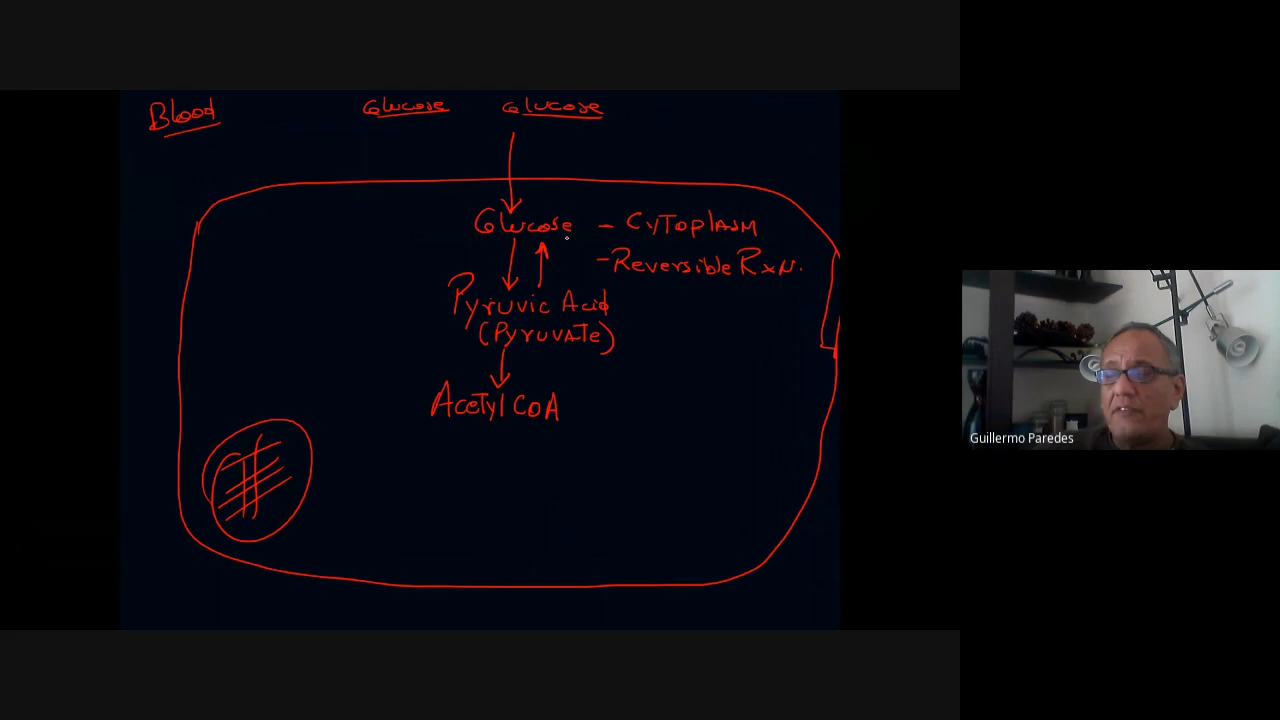 Blood Glucose Glucose
Glucose - Cytoplasm
- Reversible Rxn.
Pyruvic Acid
(Pyruvate)
Acetyl CoA
Guillermo Paredes